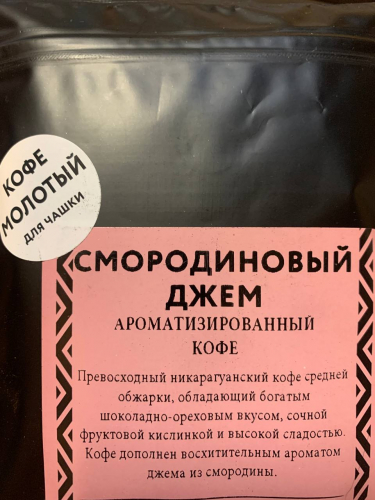 КОФЕ
МОЛОТЫЙ
ДЛЯ ЧАШКИ
СМОРОДИНОВЫЙ
ДЖЕМ
АРОМАТИЗИРОВАННЫЙ
КОФЕ
Превосходный никарагуанский кофе средней
обжарки, обладающий богатым
шоколадно-ореховым вкусом, сочной
фруктовой кислинкой и высокой сладостью.
Кофе дополнен восхитительным ароматом
джема из смородины.